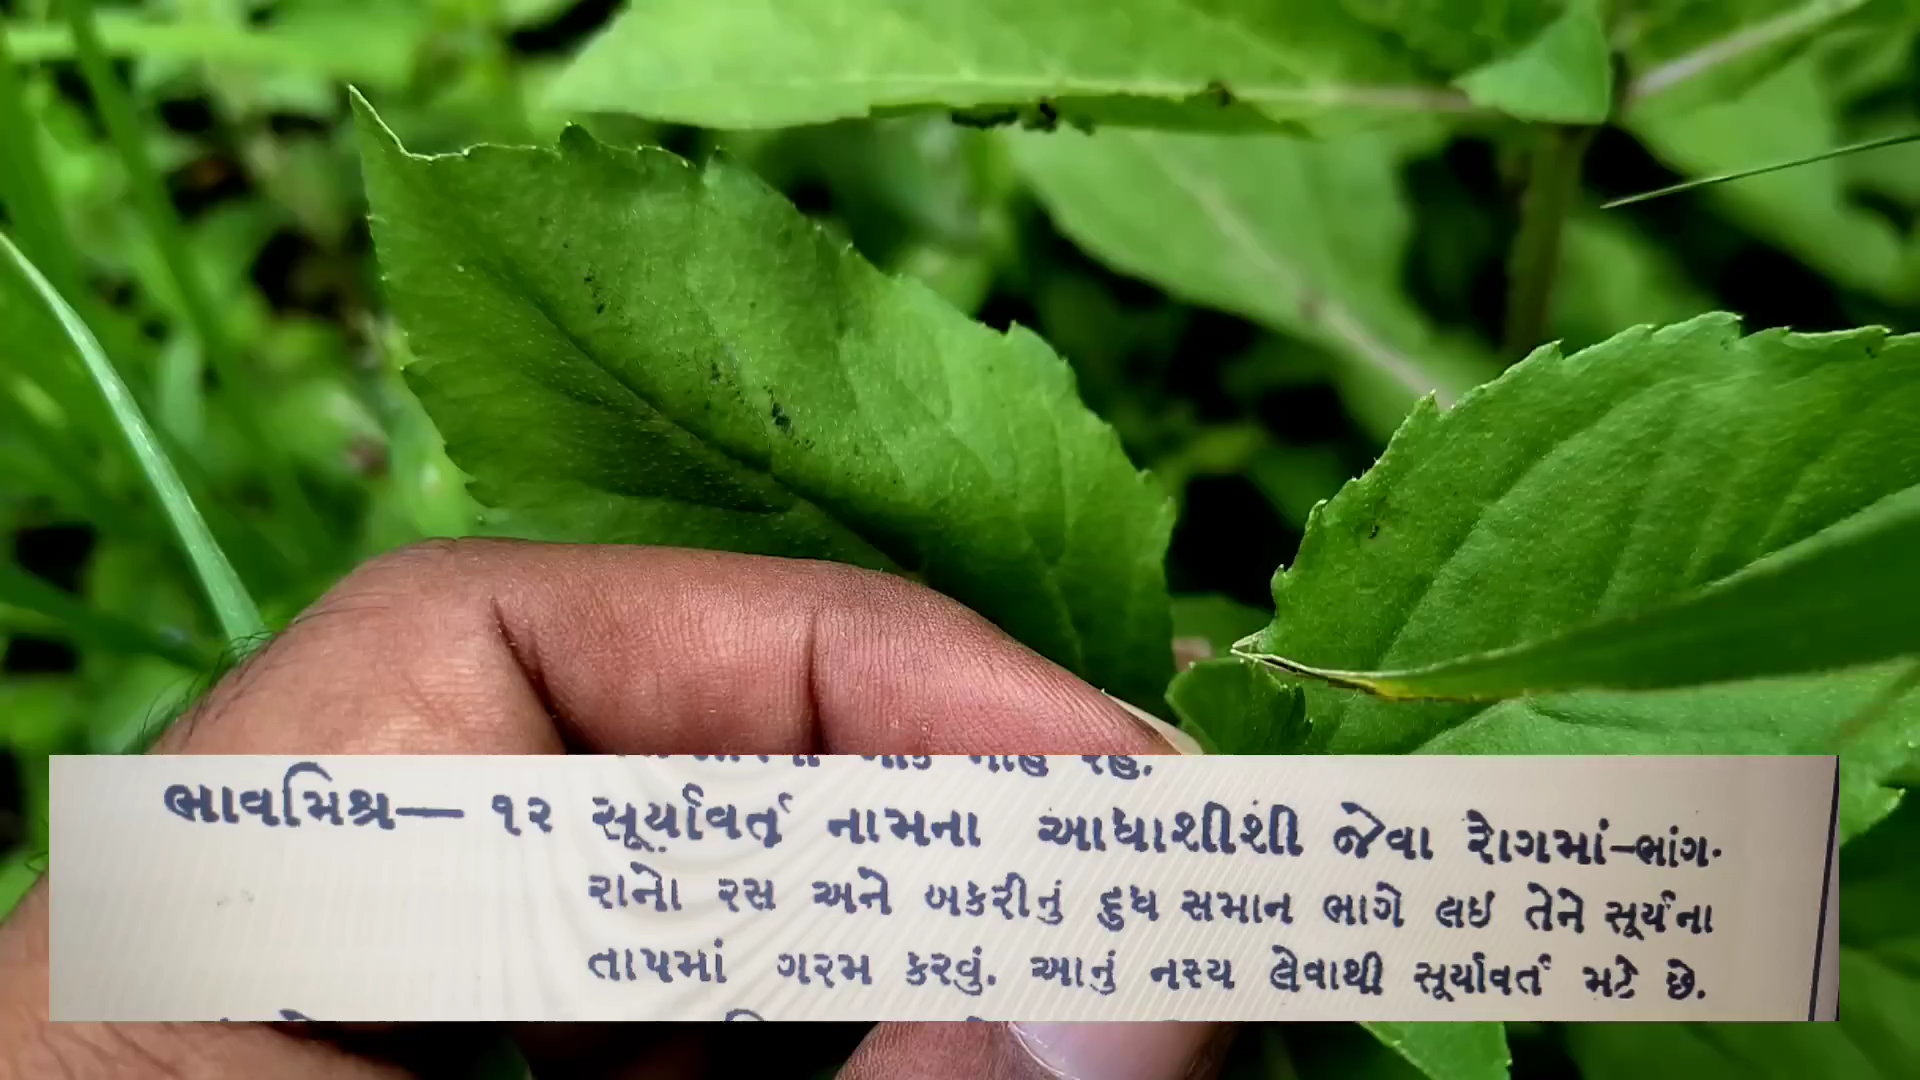 ભાવમિશ્ર— ૧૨ સૂર્યાવર્ત નામના આધાશીશી જેવા રોગમાં—ભાંગ-
રાનો રસ અને બકરીનું દુધ સમાન ભાગે લઇ તેને સૂર્યના
તાપમાં ગરમ કરવું. આનું નસ્ય લેવાથી સૂર્યાવર્ત મટે છે.